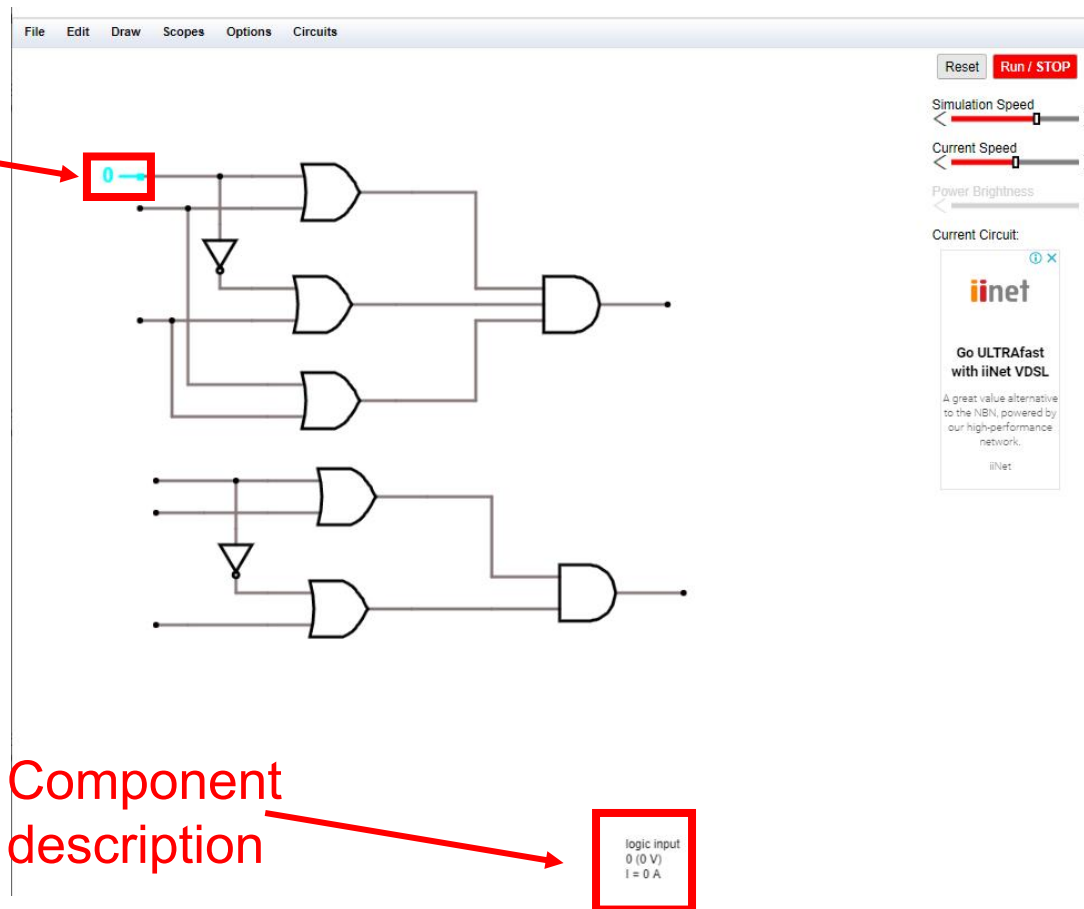 File Edit Draw Scopes Options Circuits
Reset Run / STOP
Simulation Speed
Current Speed
Power Brightness
Current Circuit:
0
iinet
Go ULTRAfast
with iiNet VDSL
A great value alternative
to the NBN, powered by
our high-performance
network.
iiNet
Component
description
logic input
0 (0 V)
I = 0 A